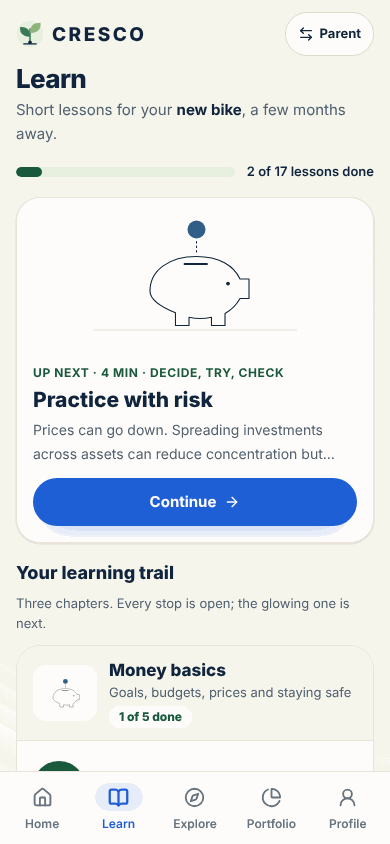 CRESCO
Parent
Learn
Short lessons for your new bike, a few months
away.
2 of 17 lessons done
UP NEXT · 4 MIN · DECIDE, TRY, CHECK
Practice with risk
Prices can go down. Spreading investments
across assets can reduce concentration but...
Continue
Your learning trail
Three chapters. Every stop is open; the glowing one is
next.
Money basics
Goals, budgets, prices and staying safe
1 of 5 done
Home
Learn
Explore
Portfolio
Profile